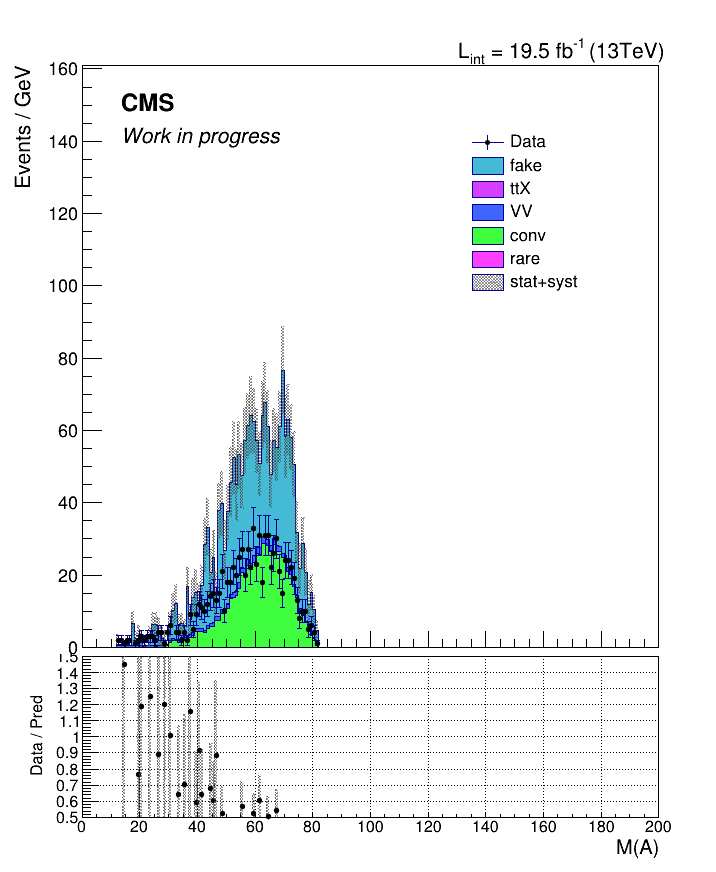 L_int = 19.5 fb^-1 (13TeV)
Events / GeV
160
140
120
100
80
60
40
20
0
CMS
Work in progress
Data
fake
ttX
VV
conv
rare
stat+syst
Data / Pred
1.5
1.4
1.3
1.2
1.1
1
0.9
0.8
0.7
0.6
0.5
0 20 40 60 80 100 120 140 160 180 200
M(A)